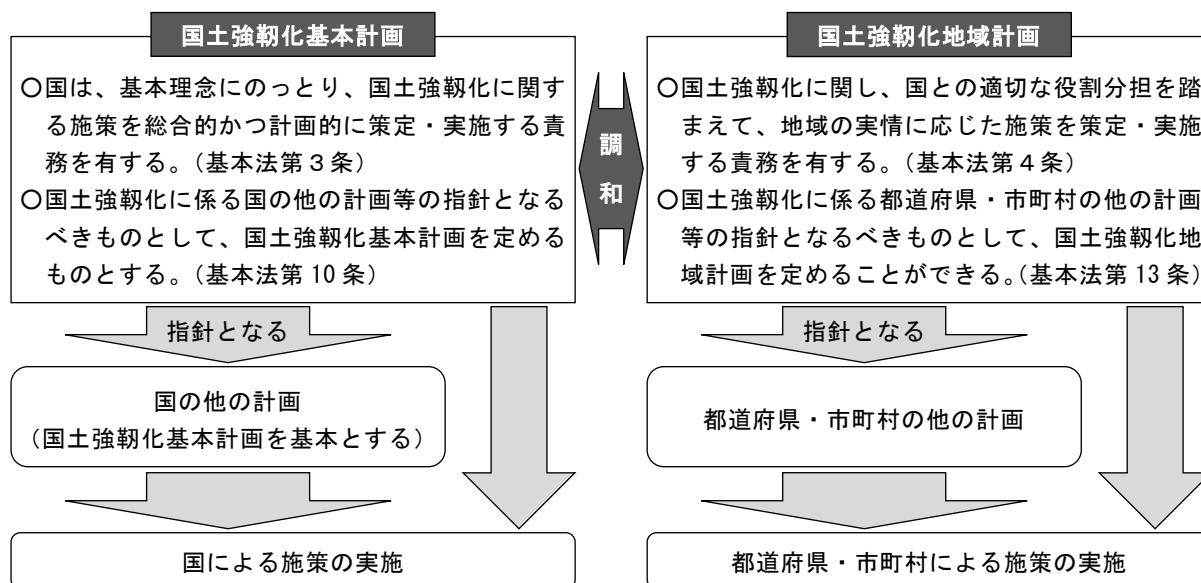 国土強靱化基本計画
○国は、基本理念にのっとり、国土強靱化に関す
る施策を総合的かつ計画的に策定・実施する責
務を有する。（基本法第３条）
○国土強靱化に係る国の他の計画等の指針となる
べきものとして、国土強靱化基本計画を定める
ものとする。（基本法第 10 条）
調
和
国土強靱化地域計画
○国土強靱化に関し、国との適切な役割分担を踏
まえて、地域の実情に応じた施策を策定・実施
する責務を有する。（基本法第４条）
○国土強靱化に係る都道府県・市町村の他の計画
等の指針となるべきものとして、国土強靱化地
域計画を定めることができる。（基本法第 13 条）
指針となる
国の他の計画
（国土強靱化基本計画を基本とする）
国による施策の実施
指針となる
都道府県・市町村の他の計画
都道府県・市町村による施策の実施